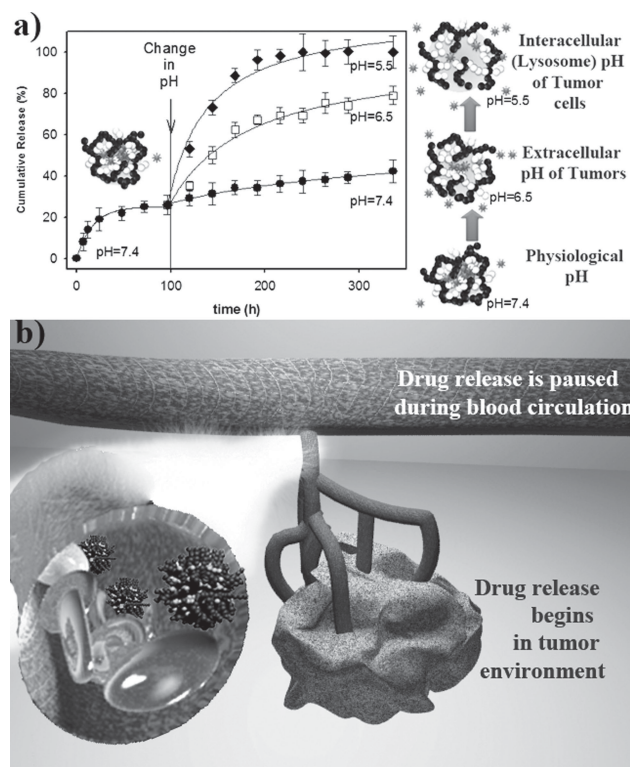 a)
Cumulative Release (%)
100
80
60
40
20
0
Change
in
pH
pH=5.5
pH=6.5
pH=7.4
pH=7.4
0
100
200
300
time (h)
Interacellular
(Lysosome) pH
of Tumor
cells
pH=5.5
Extracellular
pH of Tumors
pH=6.5
Physiological
pH
pH=7.4
b)
Drug release is paused
during blood circulation
Drug release
begins
in tumor
environment